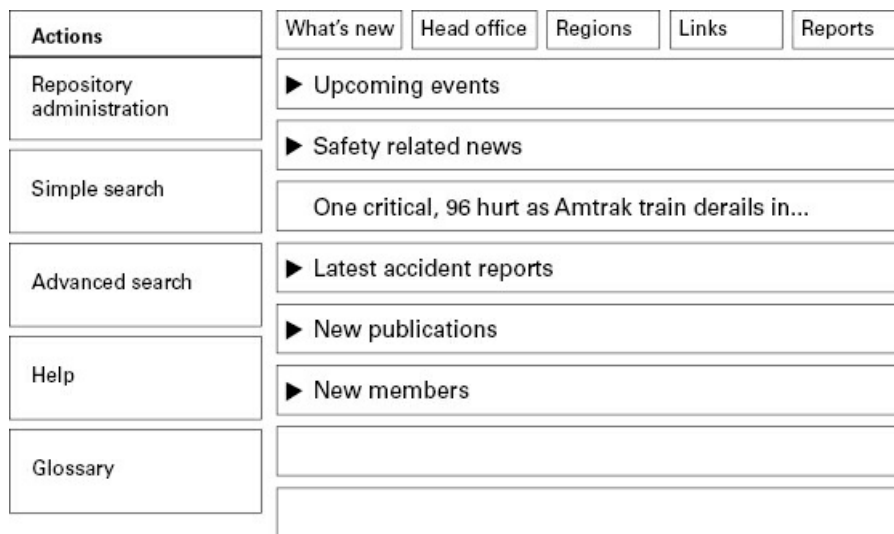 Actions
Repository
administration
Simple search
Advanced search
Help
Glossary
What's new
Head office
Regions
Links
Reports
▶ Upcoming events
▶ Safety related news
One critical, 96 hurt as Amtrak train derails in...
▶ Latest accident reports
▶ New publications
▶ New members